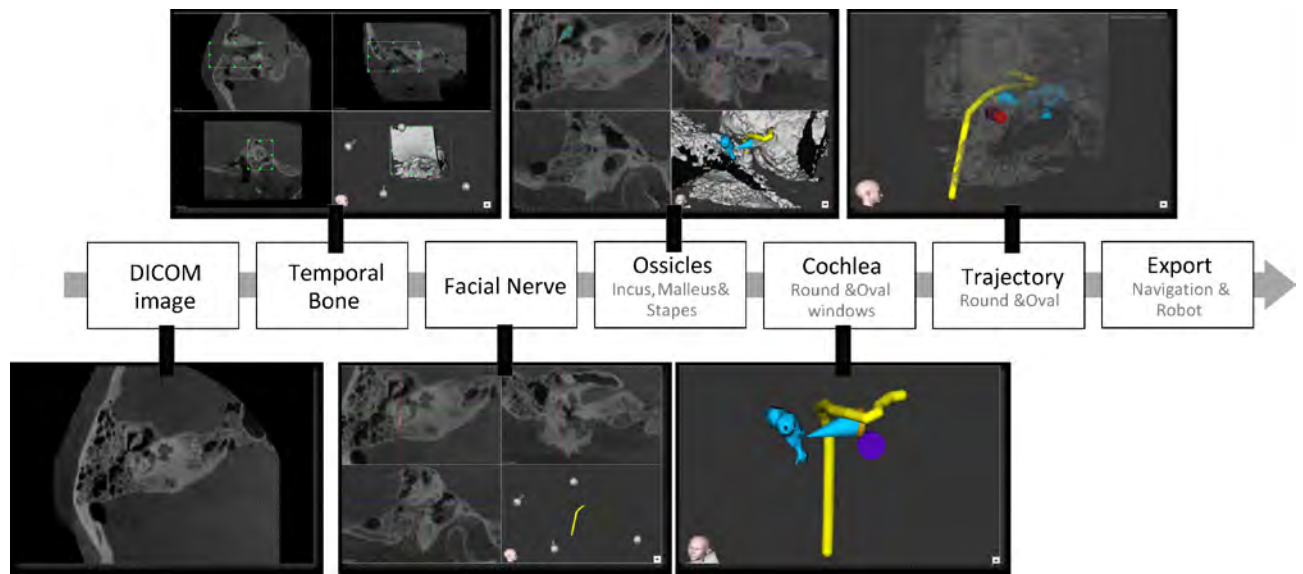 DICOM
image
Temporal
Bone
Facial Nerve
Ossicles
Incus,Malleus&
Stapes
Cochlea
Round &Oval
windows
Trajectory
Round &Oval
Export
Navigation &
Robot